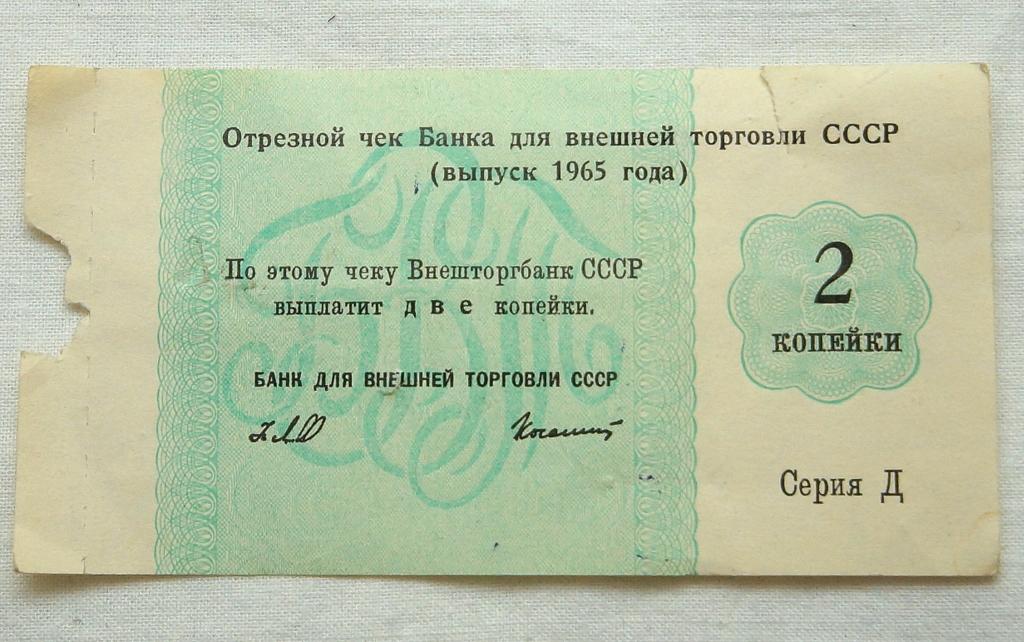 Отрезной чек Банка для внешней торговли СССР
(выпуск 1965 года)
По этому чеку Внешторгбанк СССР
выплатит две копейки.
БАНК ДЛЯ ВНЕШНЕЙ ТОРГОВЛИ СССР
2
КОПЕЙКИ
Серия Д